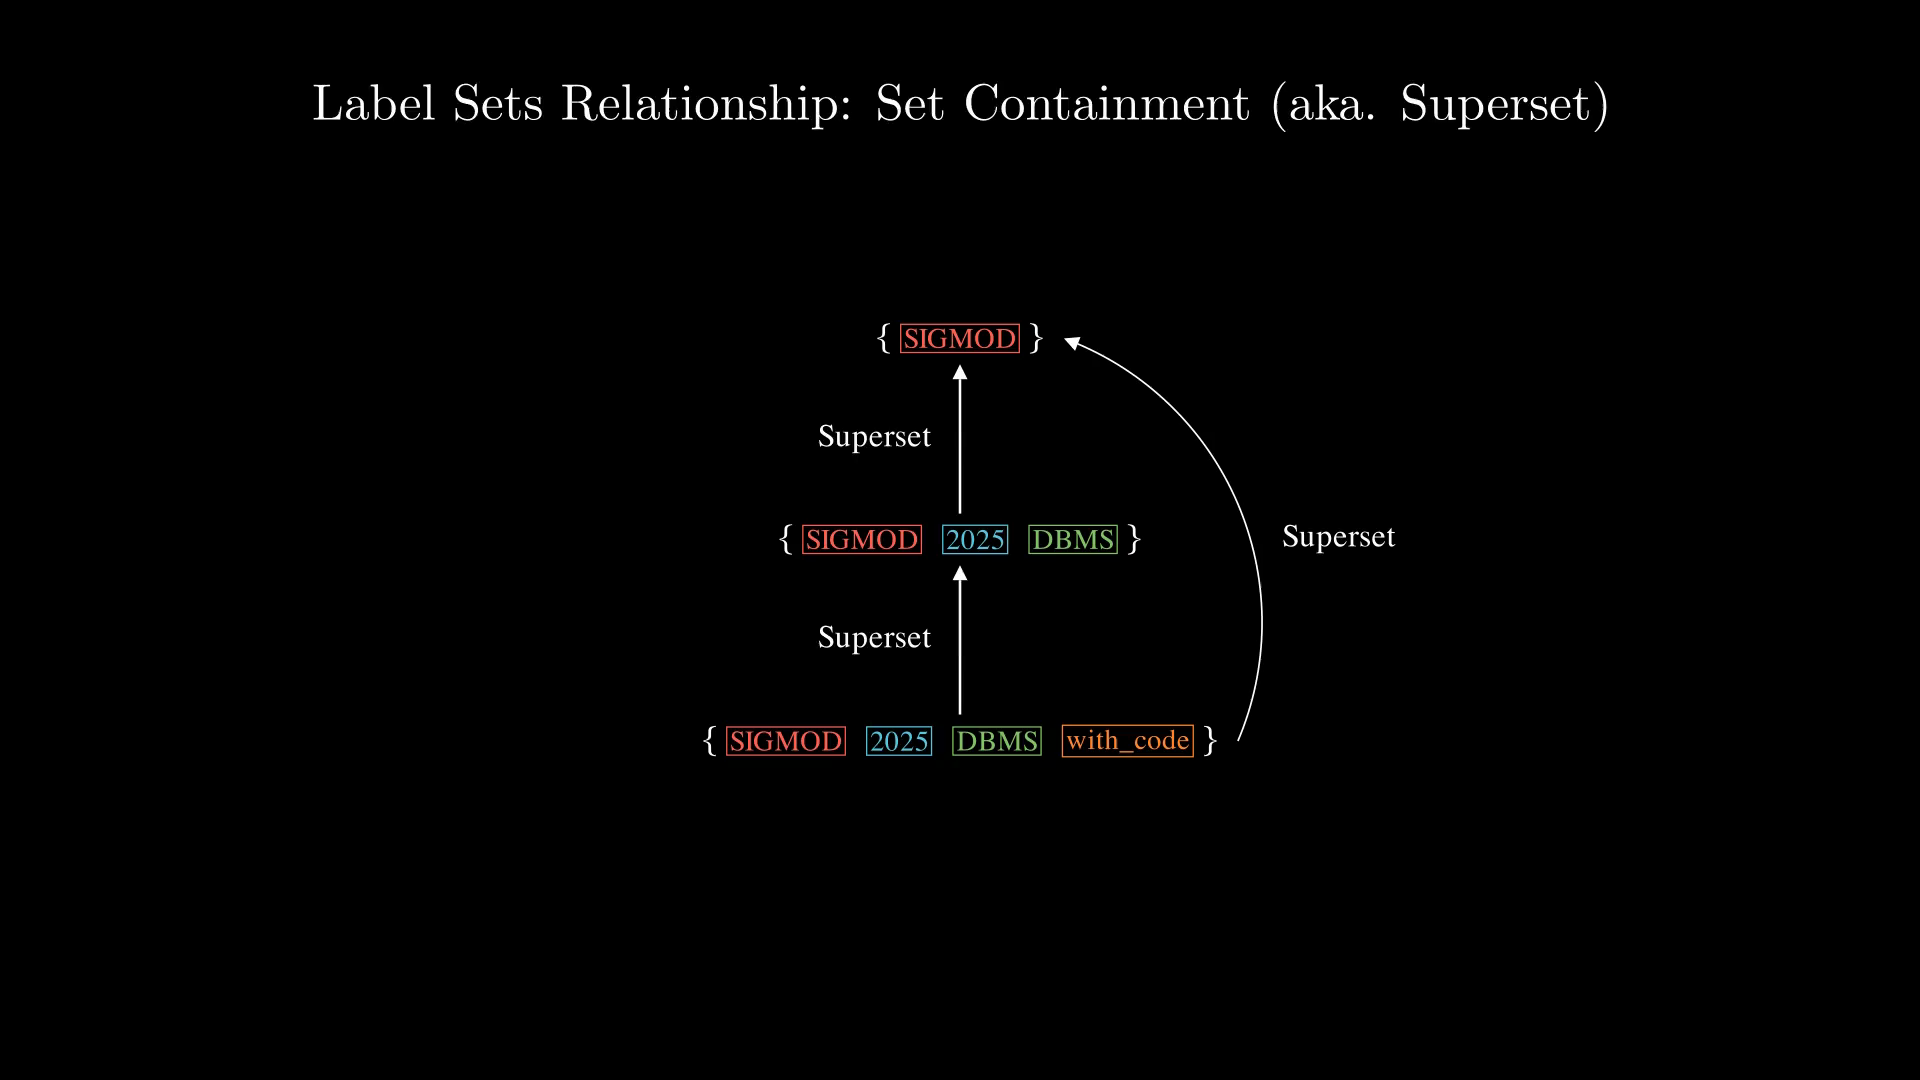 Label Sets Relationship: Set Containment (aka. Superset)
{ SIGMOD }
Superset
{ SIGMOD 2025 DBMS }
Superset
Superset
{ SIGMOD 2025 DBMS with_code }